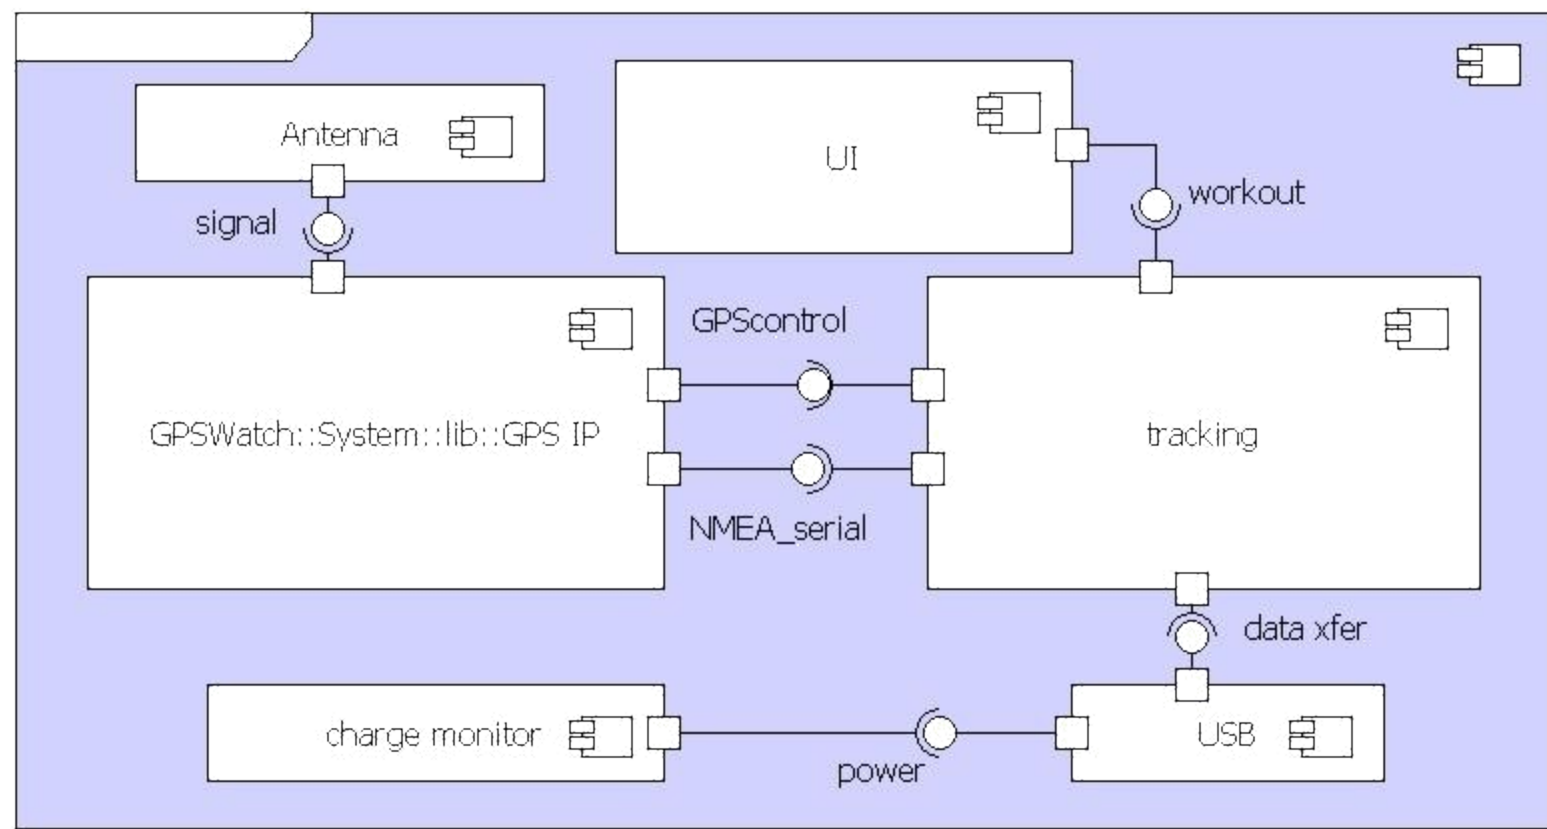 Antenna
UI
signal
workout
GPScontrol
GPSWatch::System::lib::GPS IP
tracking
NMEA_serial
data xfer
charge monitor
USB
power